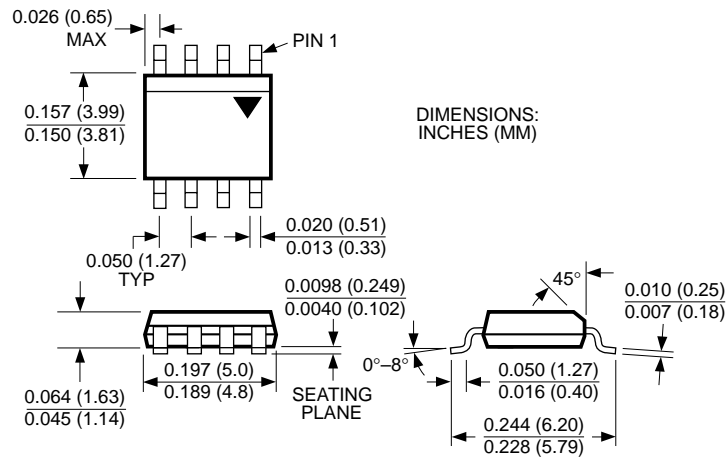 0.026 (0.65)
MAX
PIN 1
0.157 (3.99)
0.150 (3.81)
DIMENSIONS:
INCHES (MM)
0.050 (1.27)
TYP
0.020 (0.51)
0.013 (0.33)
0.0098 (0.249)
0.0040 (0.102)
45°
0.010 (0.25)
0.007 (0.18)
0°–8°
0.064 (1.63)
0.045 (1.14)
0.197 (5.0)
0.189 (4.8)
SEATING
PLANE
0.050 (1.27)
0.016 (0.40)
0.244 (6.20)
0.228 (5.79)